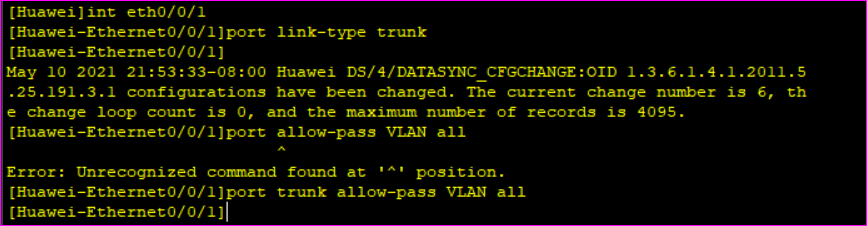 [Huawei]int eth0/0/1
[Huawei-Ethernet0/0/1]port link-type trunk
[Huawei-Ethernet0/0/1]
May 10 2021 21:53:33-08:00 Huawei DS/4/DATASYNC_CFGCHANGE:OID 1.3.6.1.4.1.2011.5
.25.191.3.1 configurations have been changed. The current change number is 6, th
e change loop count is 0, and the maximum number of records is 4095.
[Huawei-Ethernet0/0/1]port allow-pass VLAN all
                           ^
Error: Unrecognized command found at '^' position.
[Huawei-Ethernet0/0/1]port trunk allow-pass VLAN all
[Huawei-Ethernet0/0/1]